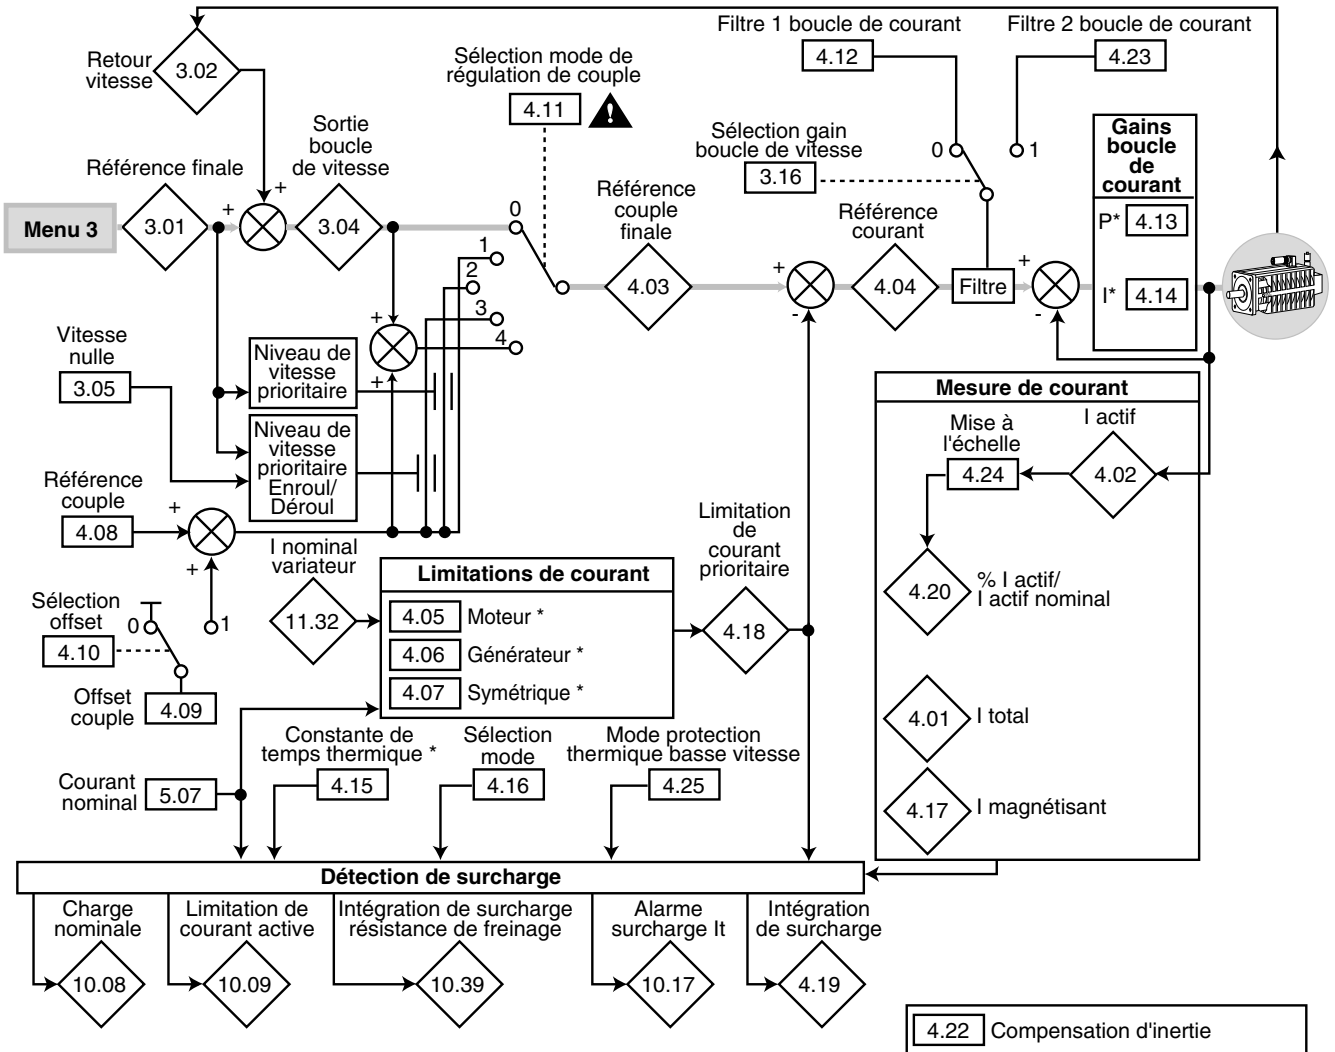 Filtre 1 boucle de courant
4.12
Filtre 2 boucle de courant
4.23
Retour
vitesse
3.02
Sélection mode de
régulation de couple
4.11
!
Sélection gain
boucle de vitesse
3.16
0
1
Gains
boucle
de
courant
P*
4.13
I*
4.14
Sortie
boucle
de vitesse
Référence finale
Menu 3
3.01
+
+
3.04
0
1
2
3
4
Référence
couple
finale
4.03
+
-
Référence
courant
4.04
Filtre
+
-
Vitesse
nulle
3.05
Niveau de
vitesse
prioritaire
+
+
Niveau de
vitesse
prioritaire
Enroul/
Déroul
Référence
couple
4.08
+
+
Sélection
offset
4.10
0
1
Offset
couple
4.09
I nominal
variateur
11.32
Limitations de courant
4.05
Moteur *
4.06
Générateur *
4.07
Symétrique *
Limitation
de
courant
prioritaire
4.18
Mesure de courant
I actif
4.02
Mise à
l'échelle
4.24
4.20
% I actif/
I actif nominal
4.01
I total
4.17
I magnétisant
Courant
nominal
5.07
Constante de
temps thermique *
4.15
Sélection
mode
4.16
Mode protection
thermique basse vitesse
4.25
Détection de surcharge
Charge
nominale
10.08
Limitation de
courant active
10.09
Intégration de surcharge
résistance de freinage
10.39
Alarme
surcharge It
10.17
Intégration
de surcharge
4.19
4.22
Compensation d'inertie